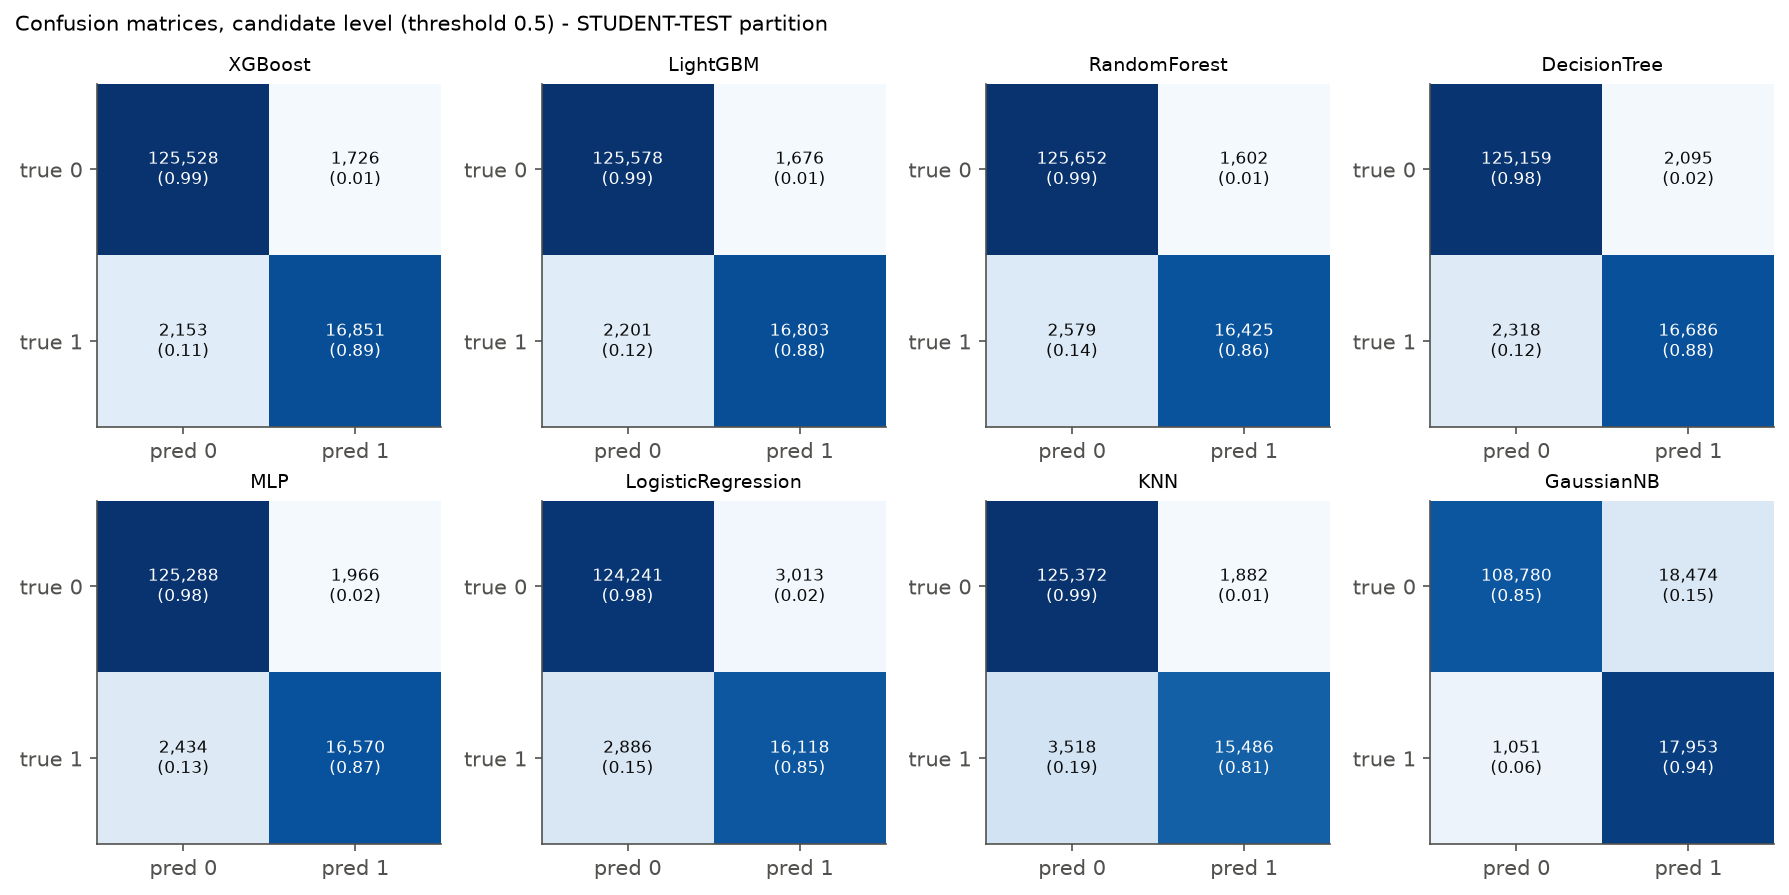 Confusion matrices, candidate level (threshold 0.5) - STUDENT-TEST partition
XGBoost
true 0
125,528
(0.99)
1,726
(0.01)
true 1
2,153
(0.11)
16,851
(0.89)
pred 0
pred 1
LightGBM
true 0
125,578
(0.99)
1,676
(0.01)
true 1
2,201
(0.12)
16,803
(0.88)
pred 0
pred 1
RandomForest
true 0
125,652
(0.99)
1,602
(0.01)
true 1
2,579
(0.14)
16,425
(0.86)
pred 0
pred 1
DecisionTree
true 0
125,159
(0.98)
2,095
(0.02)
true 1
2,318
(0.12)
16,686
(0.88)
pred 0
pred 1
MLP
true 0
125,288
(0.98)
1,966
(0.02)
true 1
2,434
(0.13)
16,570
(0.87)
pred 0
pred 1
LogisticRegression
true 0
124,241
(0.98)
3,013
(0.02)
true 1
2,886
(0.15)
16,118
(0.85)
pred 0
pred 1
KNN
true 0
125,372
(0.99)
1,882
(0.01)
true 1
3,518
(0.19)
15,486
(0.81)
pred 0
pred 1
GaussianNB
true 0
108,780
(0.85)
18,474
(0.15)
true 1
1,051
(0.06)
17,953
(0.94)
pred 0
pred 1